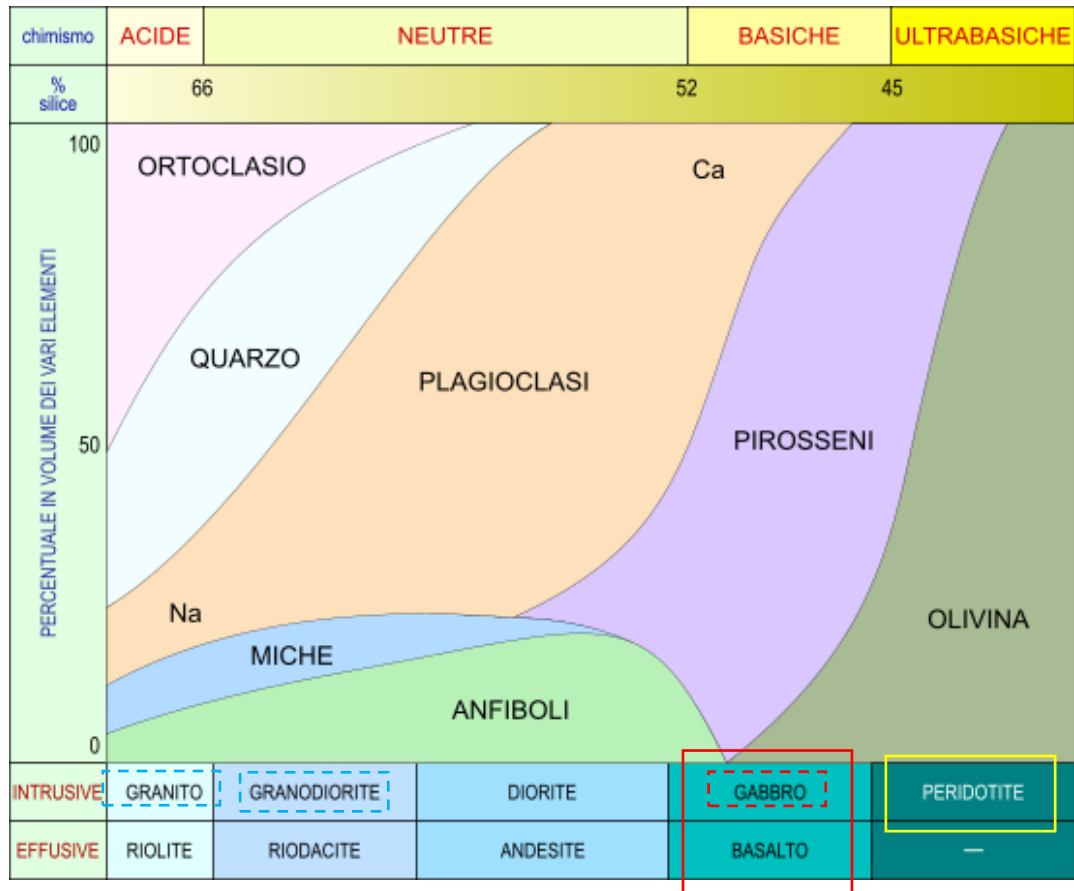 chimismo
ACIDE
NEUTRE
BASICHE
ULTRABASICHE
%
silice
66
52
45
PERCENTUALE IN VOLUME DEI VARI ELEMENTI
100
50
0
ORTOCLASIO
Ca
QUARZO
PLAGIOCLASI
PIROSSENI
Na
OLIVINA
MICHE
ANFIBOLI
INTRUSIVE
GRANITO
GRANODIORITE
DIORITE
GABBRO
PERIDOTITE
EFFUSIVE
RIOLITE
RIODACITE
ANDESITE
BASALTO
—